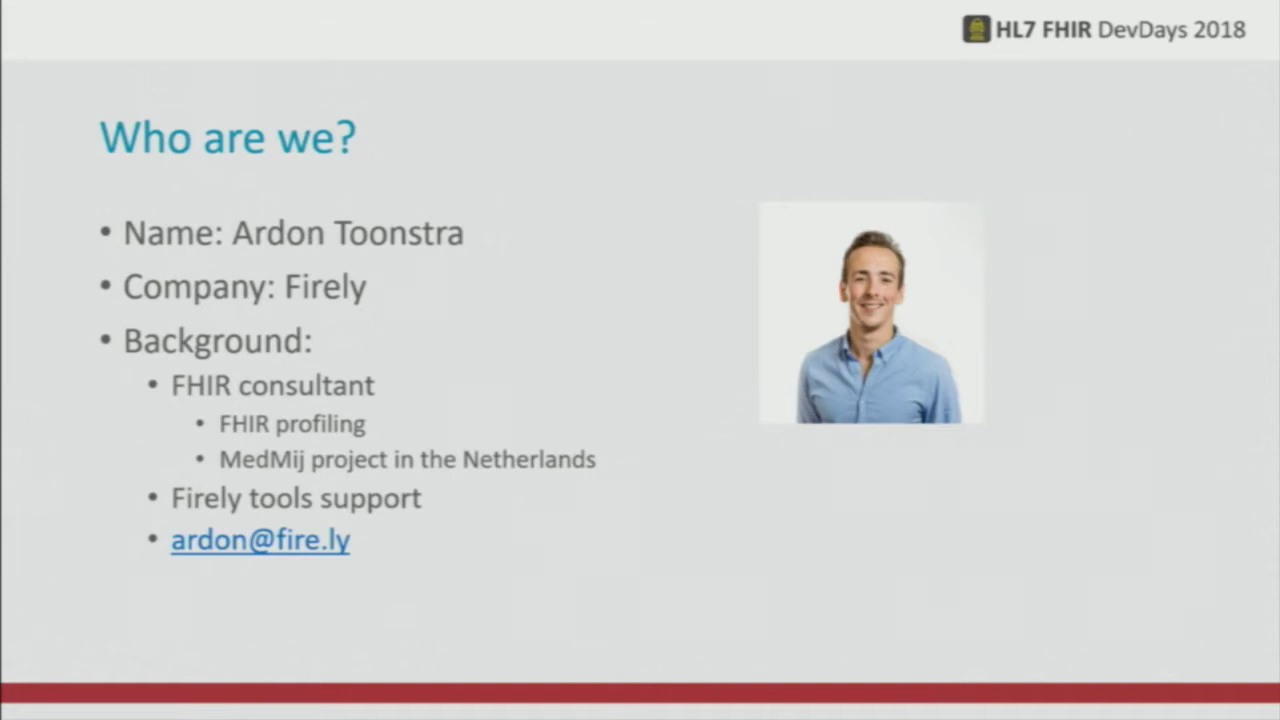 HL7 FHIR DevDays 2018
Who are we?
• Name: Ardon Toonstra
• Company: Firely
• Background:
• FHIR consultant
• FHIR profiling
• MedMij project in the Netherlands
• Firely tools support
• ardon@fire.ly